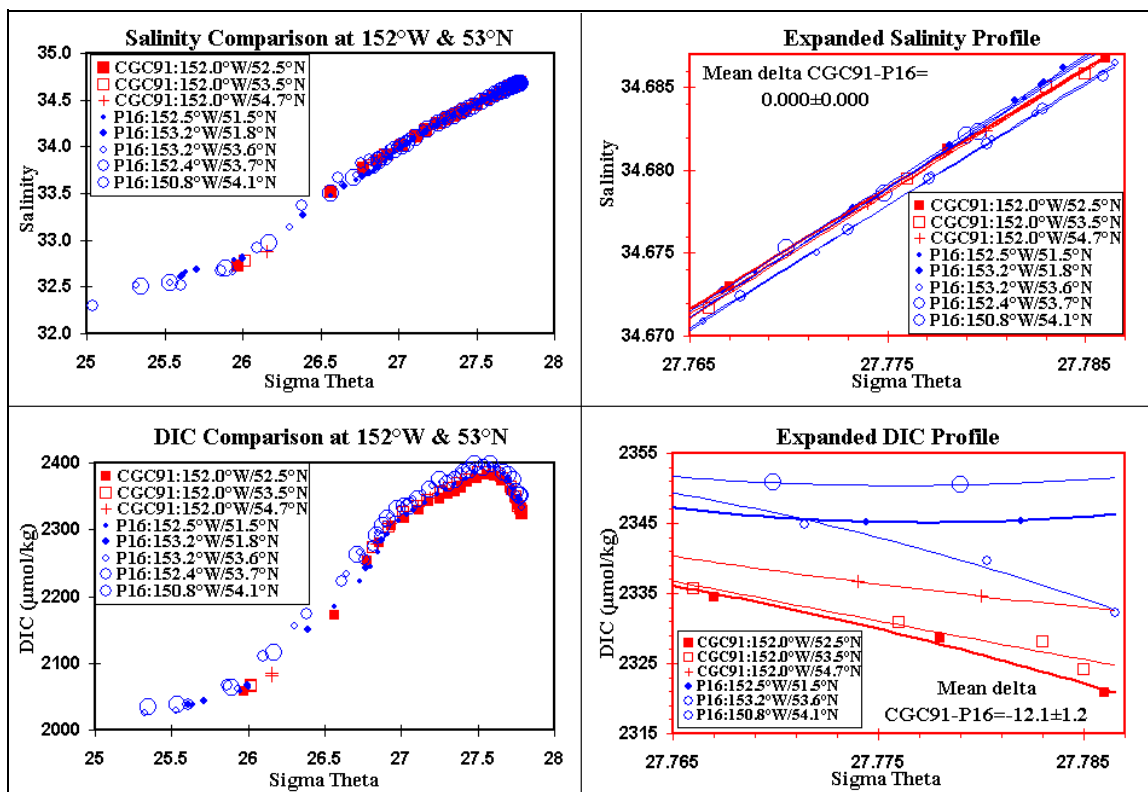 Salinity Comparison at 152°W & 53°N
35.0
34.5
34.0
33.5
33.0
32.5
32.0
Salinity
CGC91:152.0°W/52.5°N
CGC91:152.0°W/53.5°N
CGC91:152.0°W/54.7°N
P16:152.5°W/51.5°N
P16:153.2°W/51.8°N
P16:153.2°W/53.6°N
P16:152.4°W/53.7°N
P16:150.8°W/54.1°N
25 25.5 26 26.5 27 27.5 28
Sigma Theta
Expanded Salinity Profile
Mean delta CGC91-P16=
0.000±0.000
34.685
34.680
34.675
34.670
Salinity
CGC91:152.0°W/52.5°N
CGC91:152.0°W/53.5°N
CGC91:152.0°W/54.7°N
P16:152.5°W/51.5°N
P16:153.2°W/51.8°N
P16:153.2°W/53.6°N
P16:152.4°W/53.7°N
P16:150.8°W/54.1°N
27.765 27.775 27.785
Sigma Theta
DIC Comparison at 152°W & 53°N
2400
2300
2200
2100
2000
DIC (µmol/kg)
CGC91:152.0°W/52.5°N
CGC91:152.0°W/53.5°N
CGC91:152.0°W/54.7°N
P16:152.5°W/51.5°N
P16:153.2°W/51.8°N
P16:153.2°W/53.6°N
P16:152.4°W/53.7°N
P16:150.8°W/54.1°N
25 25.5 26 26.5 27 27.5 28
Sigma Theta
Expanded DIC Profile
2355
2345
2335
2325
2315
DIC (µmol/kg)
CGC91:152.0°W/52.5°N
CGC91:152.0°W/53.5°N
CGC91:152.0°W/54.7°N
P16:152.5°W/51.5°N
P16:153.2°W/53.6°N
P16:150.8°W/54.1°N
Mean delta
CGC91-P16=-12.1±1.2
27.765 27.775 27.785
Sigma Theta